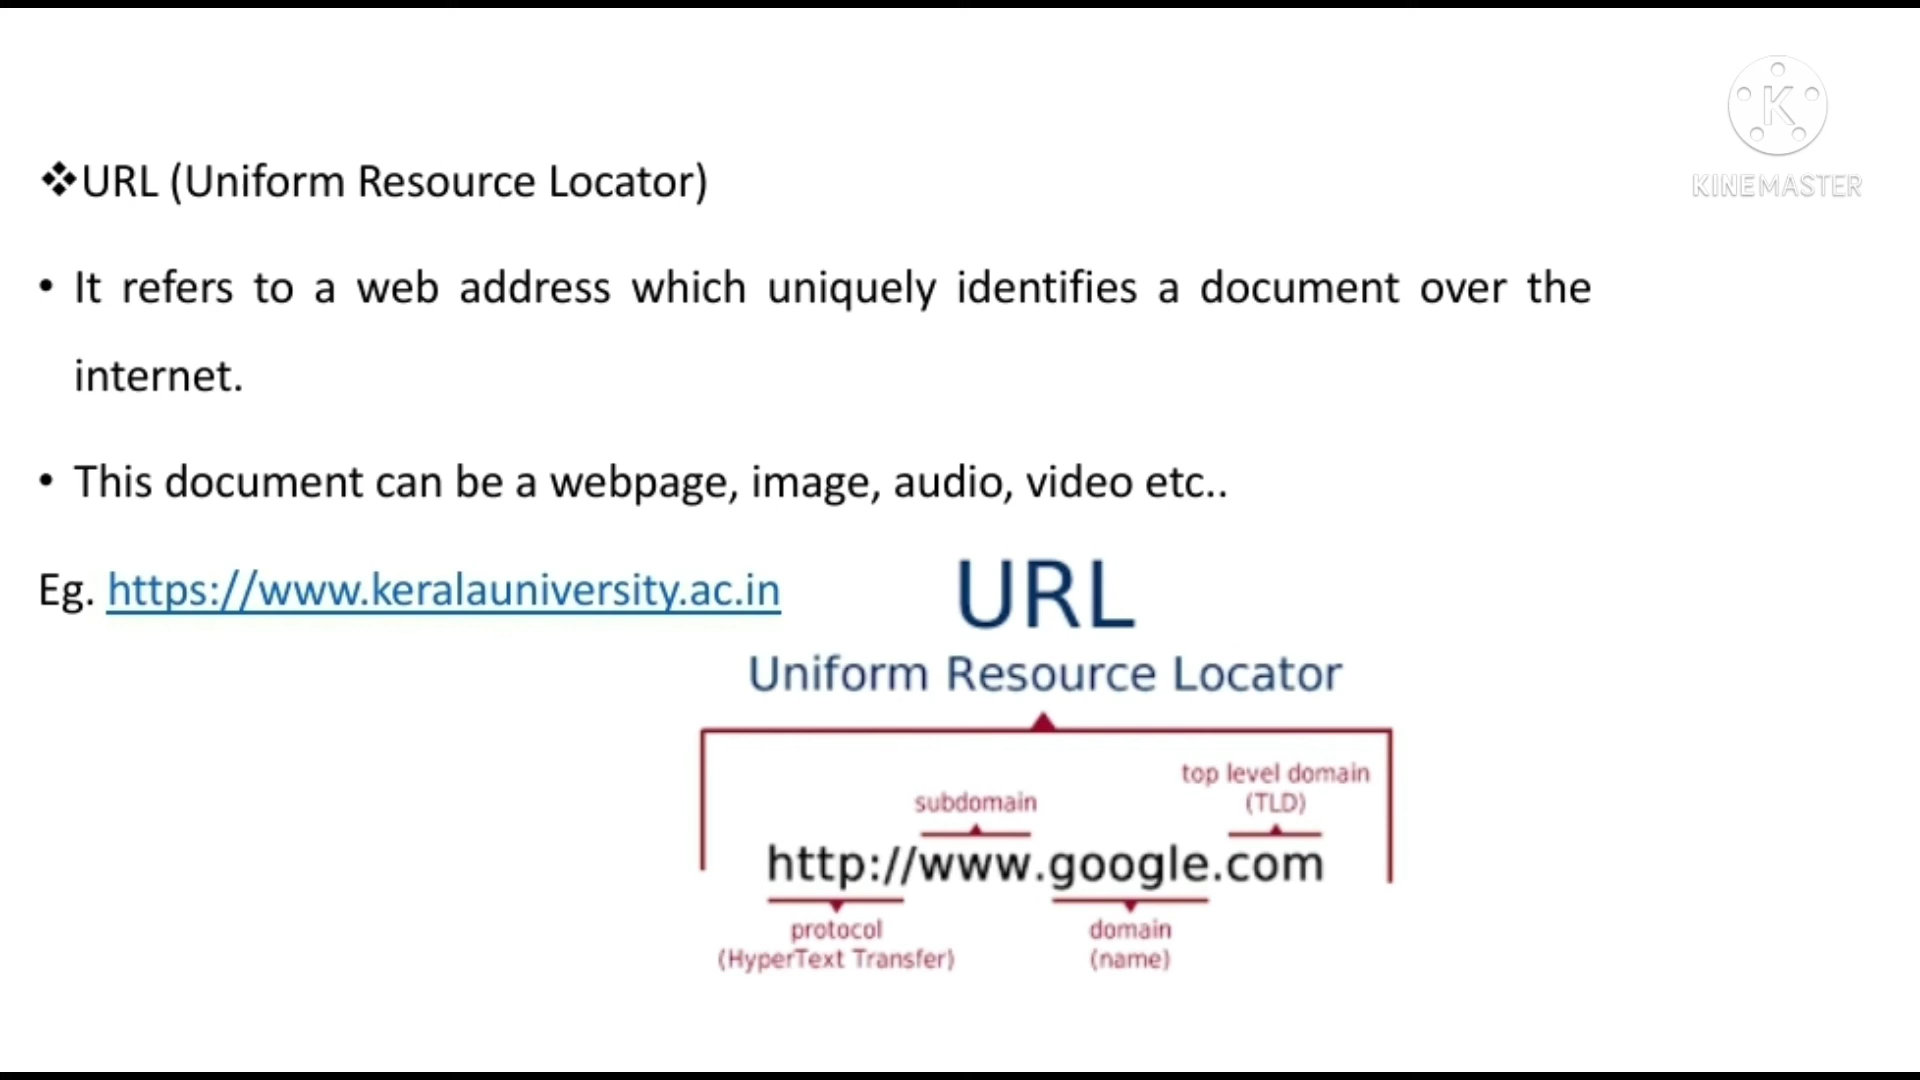 KINEMASTER
❖URL (Uniform Resource Locator)
• It refers to a web address which uniquely identifies a document over the
internet.
• This document can be a webpage, image, audio, video etc..
Eg. https://www.keralauniversity.ac.in
URL
Uniform Resource Locator
top level domain
(TLD)
subdomain
http://www.google.com
protocol
(HyperText Transfer)
domain
(name)